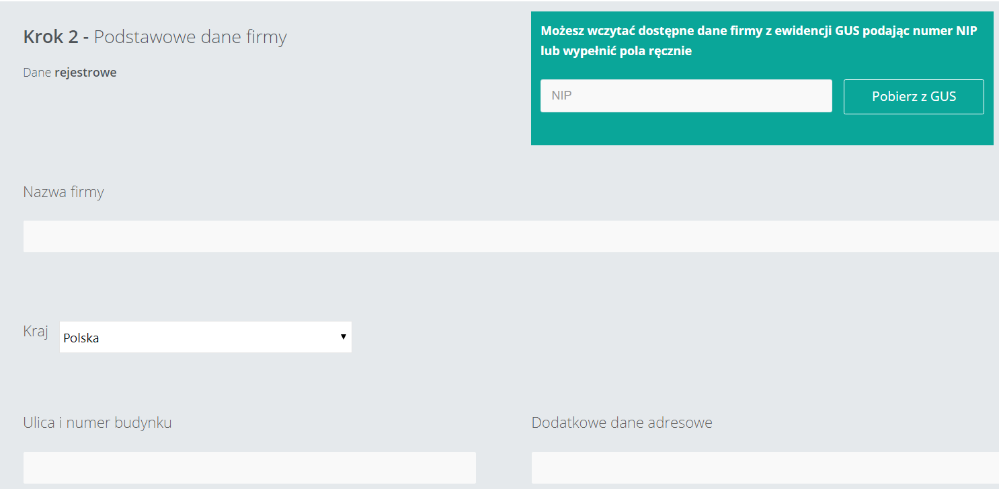 Krok 2 - Podstawowe dane firmy
Dane rejestrowe
Możesz wczytać dostępne dane firmy z ewidencji GUS podając numer NIP
lub wypełnić pola ręcznie
NIP
Pobierz z GUS
Nazwa firmy
Kraj
Polska
Ulica i numer budynku
Dodatkowe dane adresowe